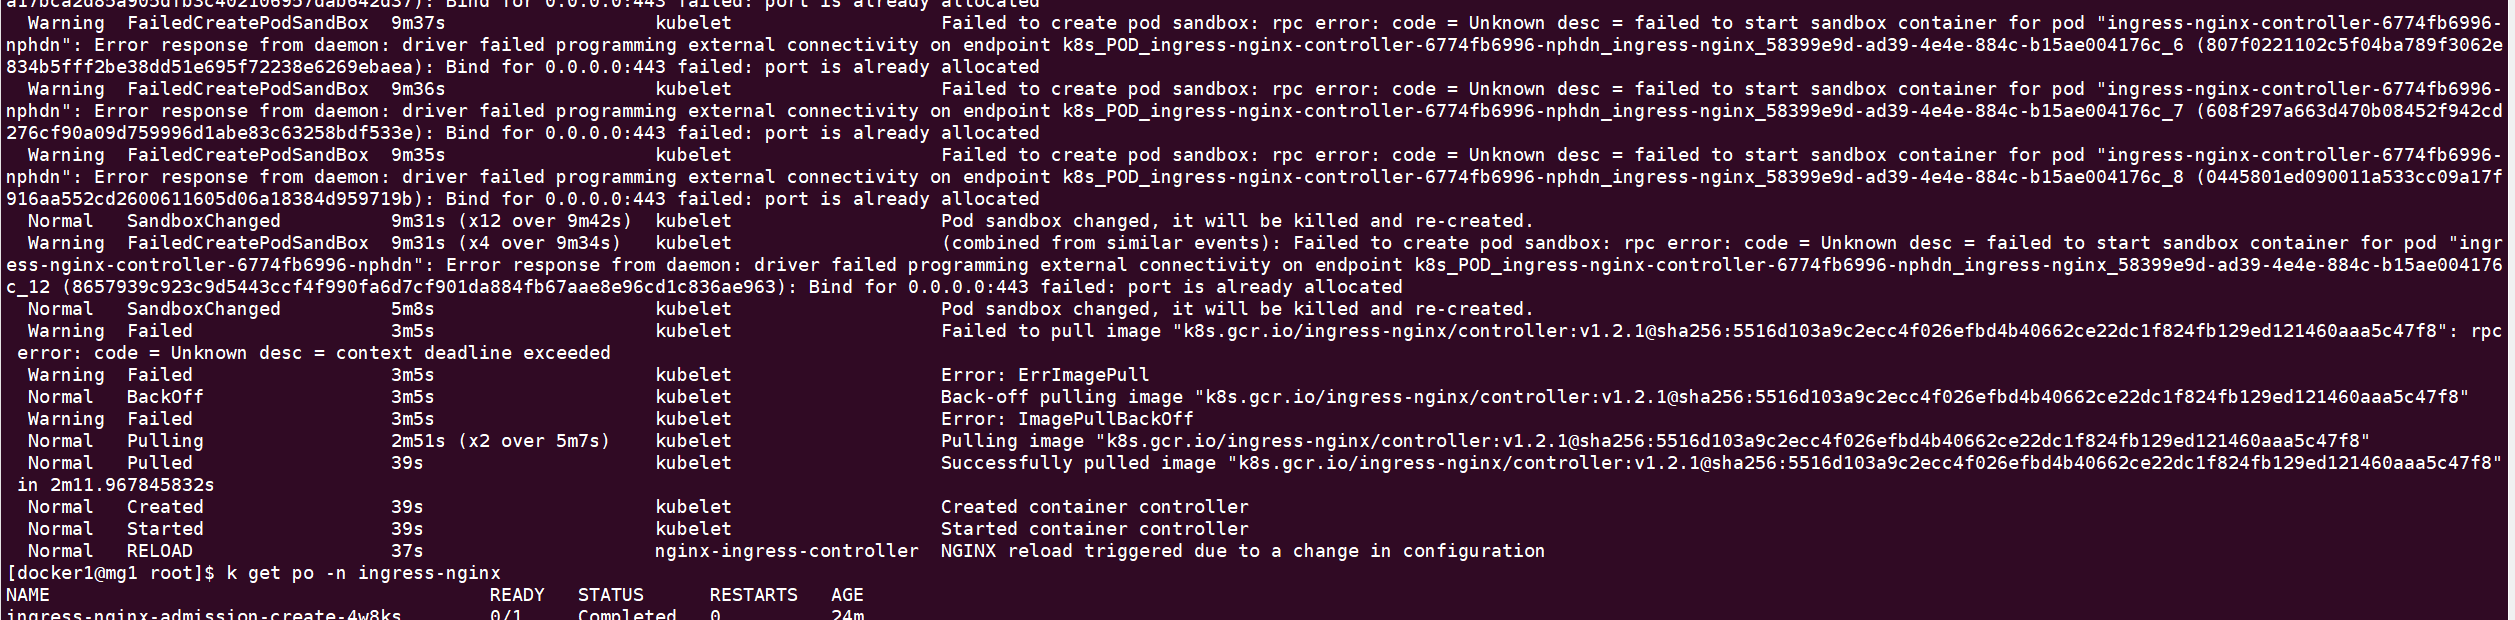 a17bca2d85a905dfb3c402106957dab642d37): Bind for 0.0.0.0:443 failed: port is already allocated
Warning FailedCreatePodSandBox 9m37s kubelet Failed to create pod sandbox: rpc error: code = Unknown desc = failed to start sandbox container for pod "ingress-nginx-controller-6774fb6996-
nphdn": Error response from daemon: driver failed programming external connectivity on endpoint k8s_POD_ingress-nginx-controller-6774fb6996-nphdn_ingress-nginx_58399e9d-ad39-4e4e-884c-b15ae004176c_6 (807f0221102c5f04ba789f3062e
834b5fff2be38dd51e695f72238e6269ebaea): Bind for 0.0.0.0:443 failed: port is already allocated
Warning FailedCreatePodSandBox 9m36s kubelet Failed to create pod sandbox: rpc error: code = Unknown desc = failed to start sandbox container for pod "ingress-nginx-controller-6774fb6996-
nphdn": Error response from daemon: driver failed programming external connectivity on endpoint k8s_POD_ingress-nginx-controller-6774fb6996-nphdn_ingress-nginx_58399e9d-ad39-4e4e-884c-b15ae004176c_7 (608f297a663d470b08452f942cd
276cf90a09d759996d1abe83c63258bdf533e): Bind for 0.0.0.0:443 failed: port is already allocated
Warning FailedCreatePodSandBox 9m35s kubelet Failed to create pod sandbox: rpc error: code = Unknown desc = failed to start sandbox container for pod "ingress-nginx-controller-6774fb6996-
nphdn": Error response from daemon: driver failed programming external connectivity on endpoint k8s_POD_ingress-nginx-controller-6774fb6996-nphdn_ingress-nginx_58399e9d-ad39-4e4e-884c-b15ae004176c_8 (0445801ed090011a533cc09a17f
916aa552cd2600611605d06a18384d959719b): Bind for 0.0.0.0:443 failed: port is already allocated
Normal SandboxChanged 9m31s (x12 over 9m42s) kubelet Pod sandbox changed, it will be killed and re-created.
Warning FailedCreatePodSandBox 9m31s (x4 over 9m34s) kubelet (combined from similar events): Failed to create pod sandbox: rpc error: code = Unknown desc = failed to start sandbox container for pod "ingr
ess-nginx-controller-6774fb6996-nphdn": Error response from daemon: driver failed programming external connectivity on endpoint k8s_POD_ingress-nginx-controller-6774fb6996-nphdn_ingress-nginx_58399e9d-ad39-4e4e-884c-b15ae004176
c_12 (8657939c923c9d5443ccf4f990fa6d7cf901da884fb67aae8e96cd1c836ae963): Bind for 0.0.0.0:443 failed: port is already allocated
Normal SandboxChanged 5m8s kubelet Pod sandbox changed, it will be killed and re-created.
Warning Failed 3m5s kubelet Failed to pull image "k8s.gcr.io/ingress-nginx/controller:v1.2.1@sha256:5516d103a9c2ecc4f026efbd4b40662ce22dc1f824fb129ed121460aaa5c47f8": rpc
error: code = Unknown desc = context deadline exceeded
Warning Failed 3m5s kubelet Error: ErrImagePull
Normal BackOff 3m5s kubelet Back-off pulling image "k8s.gcr.io/ingress-nginx/controller:v1.2.1@sha256:5516d103a9c2ecc4f026efbd4b40662ce22dc1f824fb129ed121460aaa5c47f8"
Warning Failed 3m5s kubelet Error: ImagePullBackOff
Normal Pulling 2m51s (x2 over 5m7s) kubelet Pulling image "k8s.gcr.io/ingress-nginx/controller:v1.2.1@sha256:5516d103a9c2ecc4f026efbd4b40662ce22dc1f824fb129ed121460aaa5c47f8"
Normal Pulled 39s kubelet Successfully pulled image "k8s.gcr.io/ingress-nginx/controller:v1.2.1@sha256:5516d103a9c2ecc4f026efbd4b40662ce22dc1f824fb129ed121460aaa5c47f8"
in 2m11.967845832s
Normal Created 39s kubelet Created container controller
Normal Started 39s kubelet Started container controller
Normal RELOAD 37s nginx-ingress-controller NGINX reload triggered due to a change in configuration
[docker1@mg1 root]$ k get po -n ingress-nginx
NAME READY STATUS RESTARTS AGE
ingress-nginx-admission-create-4w8ks 0/1 Completed 0 24m